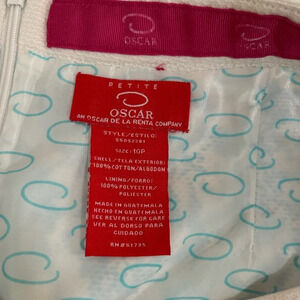 OSCAR
OSCAR
PETITE
OSCAR
AN OSCAR DE LA RENTA COMPANY
STYLE/ESTILO:
SIZE: 10P
SHELL/TELA EXTERIOR:
100% COTTON/ALGODON
LINING/FORRO:
100% POLYESTER/
POLIESTER
MADE IN GUATEMALA
HECHO EN GUATEMALA
SEE REVERSE FOR CARE
VER AL DORSO PARA
CUIDADO
RN#61735